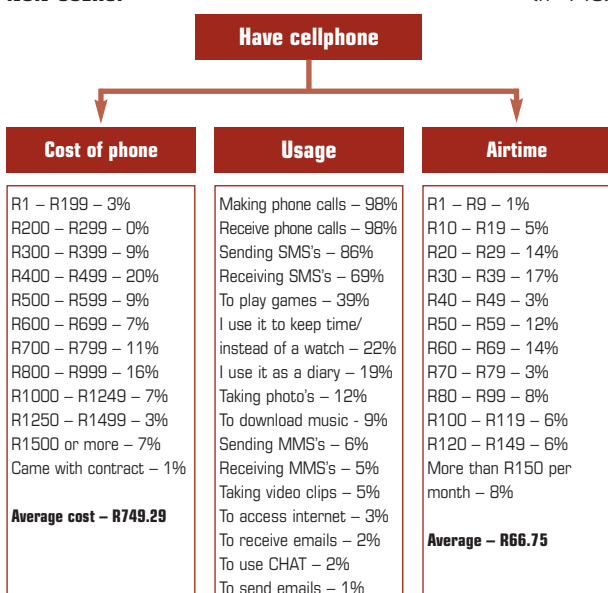 Have cellphone
Cost of phone
R1 – R199 – 3%
R200 – R299 – 0%
R300 – R399 – 9%
R400 – R499 – 20%
R500 – R599 – 9%
R600 – R699 – 7%
R700 – R799 – 11%
R800 – R999 – 16%
R1000 – R1249 – 7%
R1250 – R1499 – 3%
R1500 or more – 7%
Came with contract – 1%
Average cost – R749.29
Usage
Making phone calls – 98%
Receive phone calls – 98%
Sending SMS's – 86%
Receiving SMS's – 69%
To play games – 39%
I use it to keep time/
instead of a watch – 22%
I use it as a diary – 19%
Taking photo's – 12%
To download music - 9%
Sending MMS's – 6%
Receiving MMS's – 5%
Taking video clips – 5%
To access internet – 3%
To receive emails – 2%
To use CHAT – 2%
To send emails – 1%
Airtime
R1 – R9 – 1%
R10 – R19 – 5%
R20 – R29 – 14%
R30 – R39 – 17%
R40 – R49 – 3%
R50 – R59 – 12%
R60 – R69 – 14%
R70 – R79 – 3%
R80 – R99 – 8%
R100 – R119 – 6%
R120 – R149 – 6%
More than R150 per
month – 8%
Average – R66.75